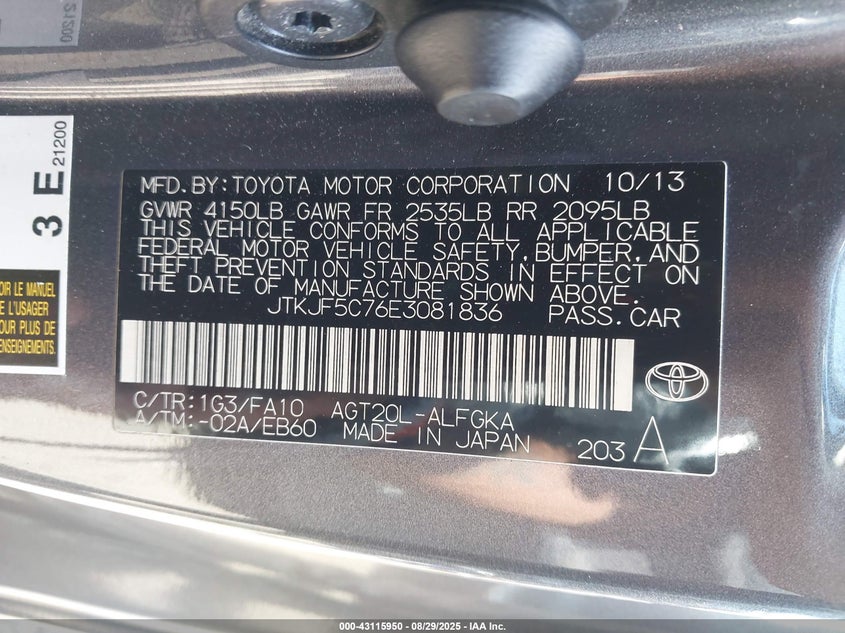 21200
3 E 21200
OIR LE MANUEL
E L'USAGER
OUR PLUS DE
ENSEIGNEMENTS.
MFD.BY:TOYOTA MOTOR CORPORATION 10/13
GVWR 4150LB GAWR FR 2535LB RR 2095LB
THIS VEHICLE CONFORMS TO ALL APPLICABLE
FEDERAL MOTOR VEHICLE SAFETY,BUMPER,AND
THEFT PREVENTION STANDARDS IN EFFECT ON
THE DATE OF MANUFACTURE SHOWN ABOVE.
JTKJF5C76E3081836 PASS.CAR
C/TR:1G3/FA10 AGT20L-ALFGKA
A/TM:-02A/EB60 MADE IN JAPAN 203 A
000-43115950 - 08/29/2025 - IAA Inc.